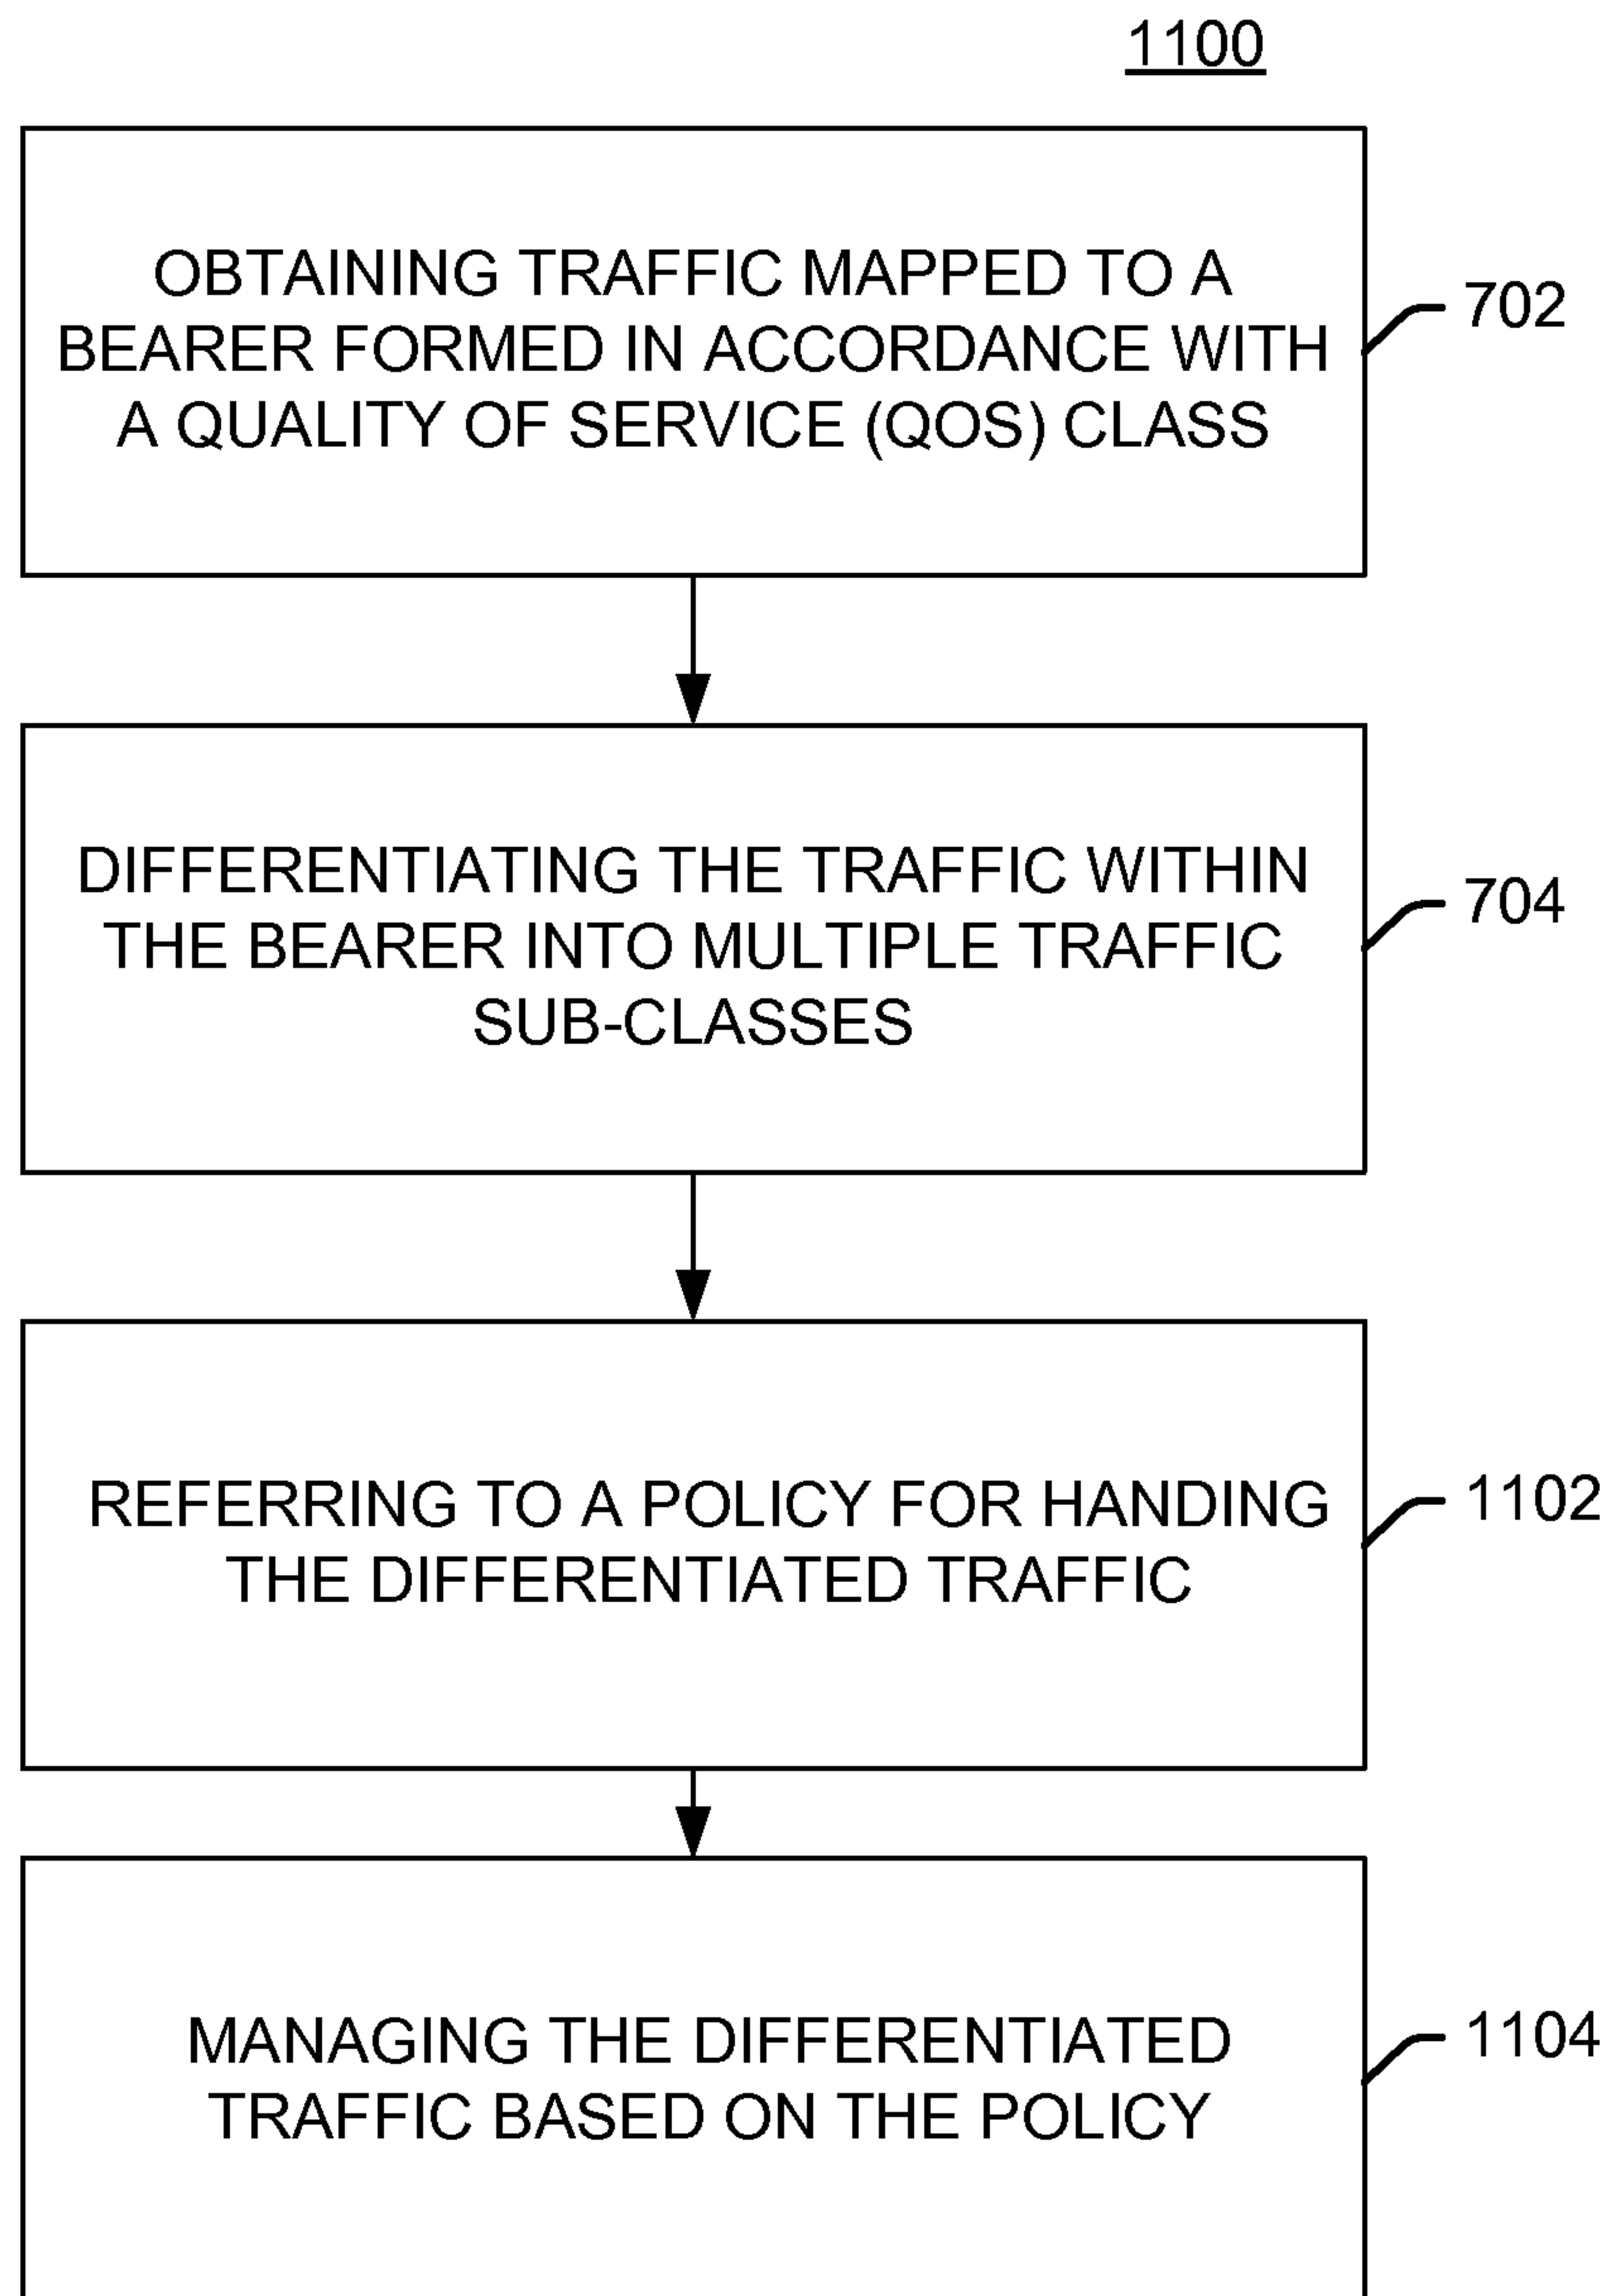 1100
OBTAINING TRAFFIC MAPPED TO A
BEARER FORMED IN ACCORDANCE WITH
A QUALITY OF SERVICE (QOS) CLASS
702
DIFFERENTIATING THE TRAFFIC WITHIN
THE BEARER INTO MULTIPLE TRAFFIC
SUB-CLASSES
704
REFERRING TO A POLICY FOR HANDING
THE DIFFERENTIATED TRAFFIC
1102
MANAGING THE DIFFERENTIATED
TRAFFIC BASED ON THE POLICY
1104